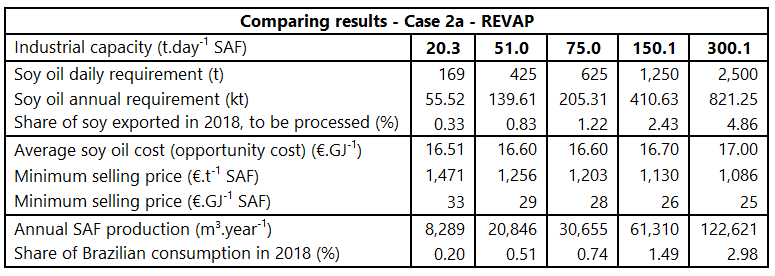 Comparing results - Case 2a - REVAP
Industrial capacity (t.day⁻¹ SAF) 20.3 51.0 75.0 150.1 300.1
Soy oil daily requirement (t) 169 425 625 1,250 2,500
Soy oil annual requirement (kt) 55.52 139.61 205.31 410.63 821.25
Share of soy exported in 2018, to be processed (%) 0.33 0.83 1.22 2.43 4.86
Average soy oil cost (opportunity cost) (€.GJ⁻¹) 16.51 16.60 16.60 16.70 17.00
Minimum selling price (€.t⁻¹ SAF) 1,471 1,256 1,203 1,130 1,086
Minimum selling price (€.GJ⁻¹ SAF) 33 29 28 26 25
Annual SAF production (m³.year⁻¹) 8,289 20,846 30,655 61,310 122,621
Share of Brazilian consumption in 2018 (%) 0.20 0.51 0.74 1.49 2.98